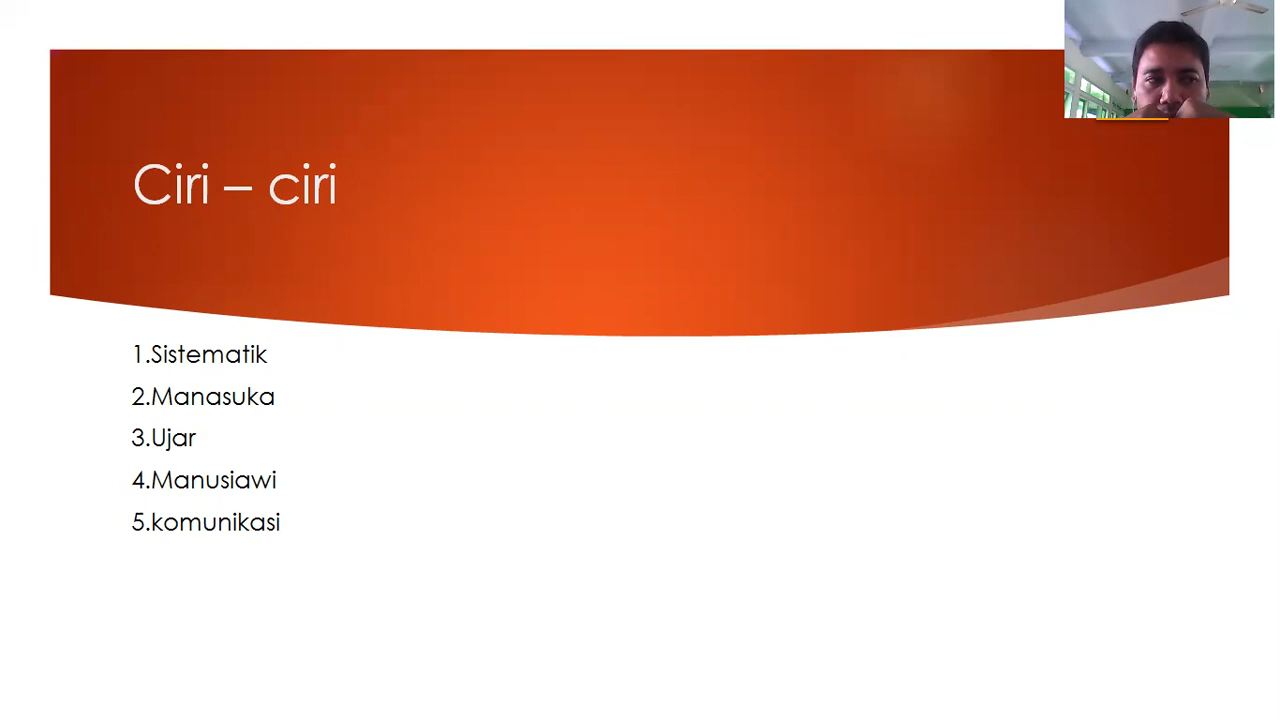 Ciri – ciri
1.Sistematik
2.Manasuka
3.Ujar
4.Manusiawi
5.komunikasi